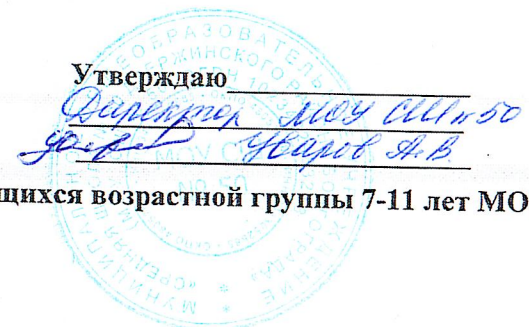 Утверждаю
Директор МОУ СШ №50
Уваров А.В.
щихся возрастной группы 7-11 лет МО